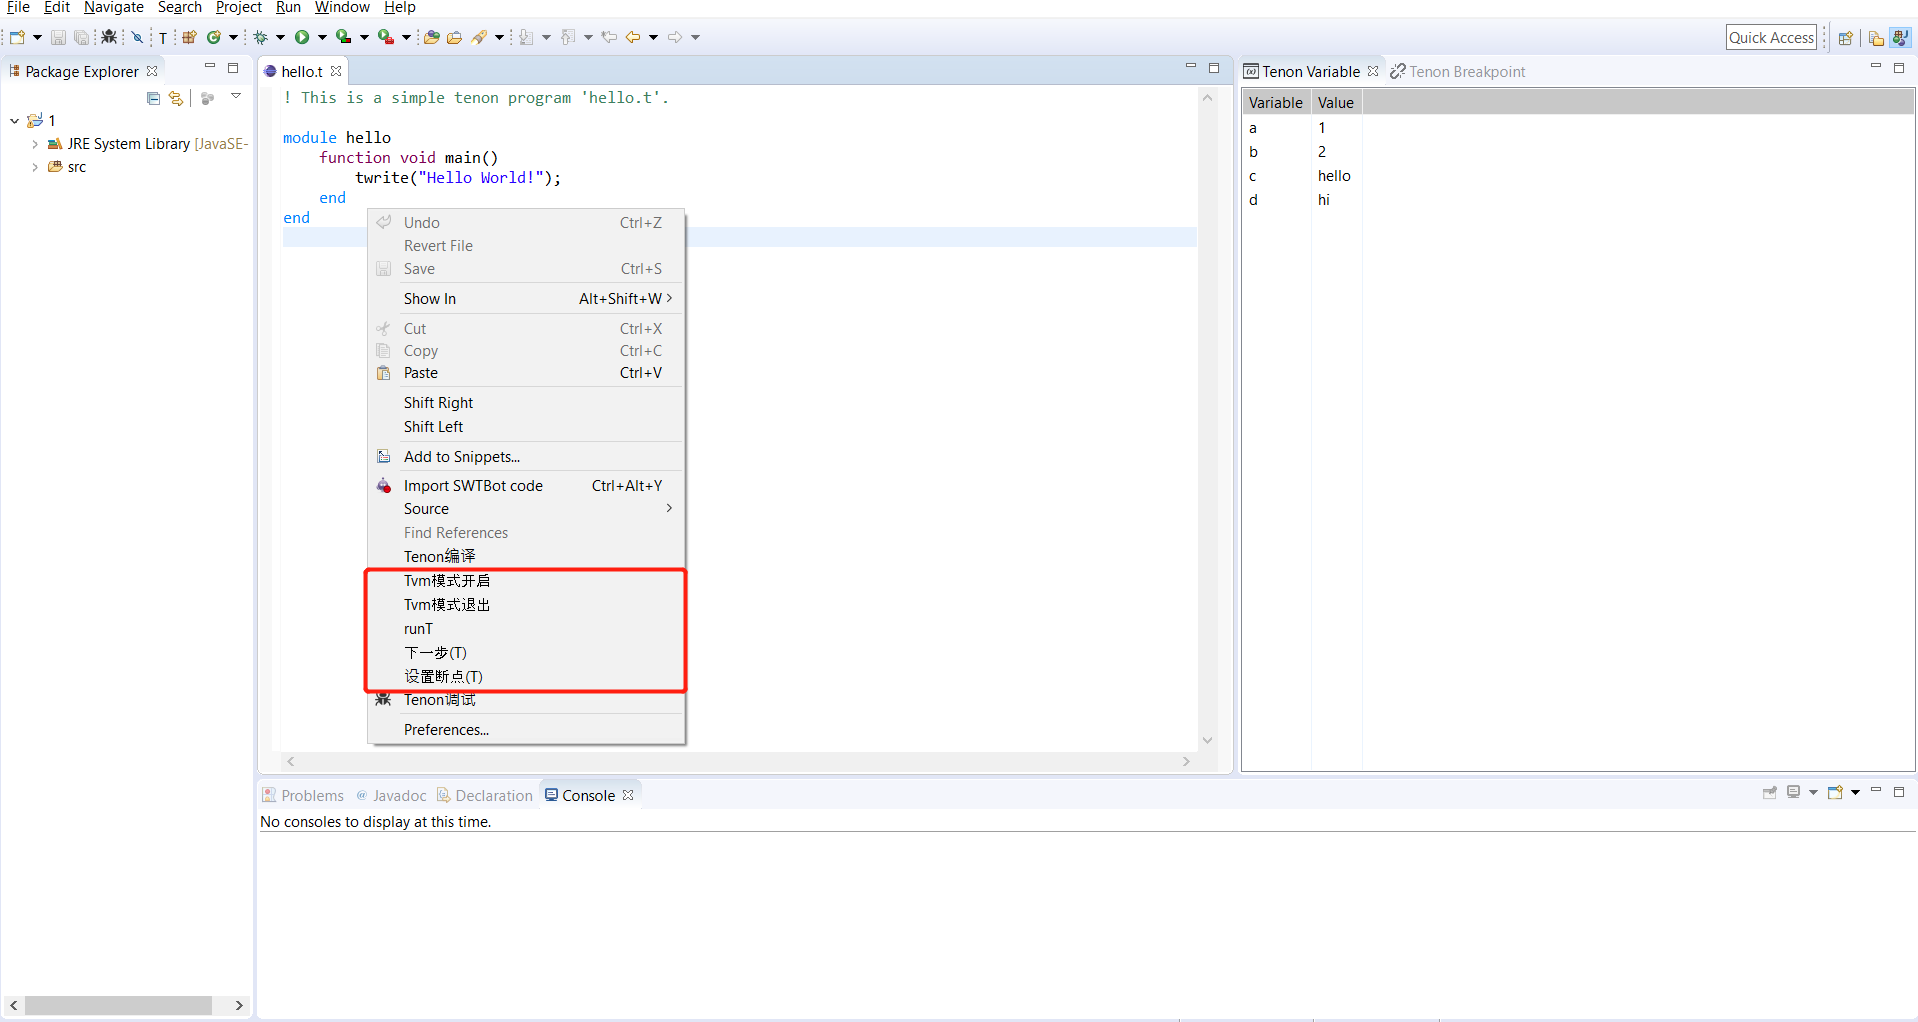 File Edit Navigate Search Project Run Window Help
Quick Access
Package Explorer
1
JRE System Library [JavaSE-
src
hello.t
! This is a simple tenon program 'hello.t'.
module hello
function void main()
twrite("Hello World!");
end
end
Undo Ctrl+Z
Revert File
Save Ctrl+S
Show In Alt+Shift+W
Cut Ctrl+X
Copy Ctrl+C
Paste Ctrl+V
Shift Right
Shift Left
Add to Snippets...
Import SWTBot code Ctrl+Alt+Y
Source
Find References
Tenon编译
Tvm模式开启
Tvm模式退出
runT
下一步(T)
设置断点(T)
Tenon调试
Preferences...
Tenon Variable Tenon Breakpoint
Variable Value
a 1
b 2
c hello
d hi
Problems @ Javadoc Declaration Console
No consoles to display at this time.